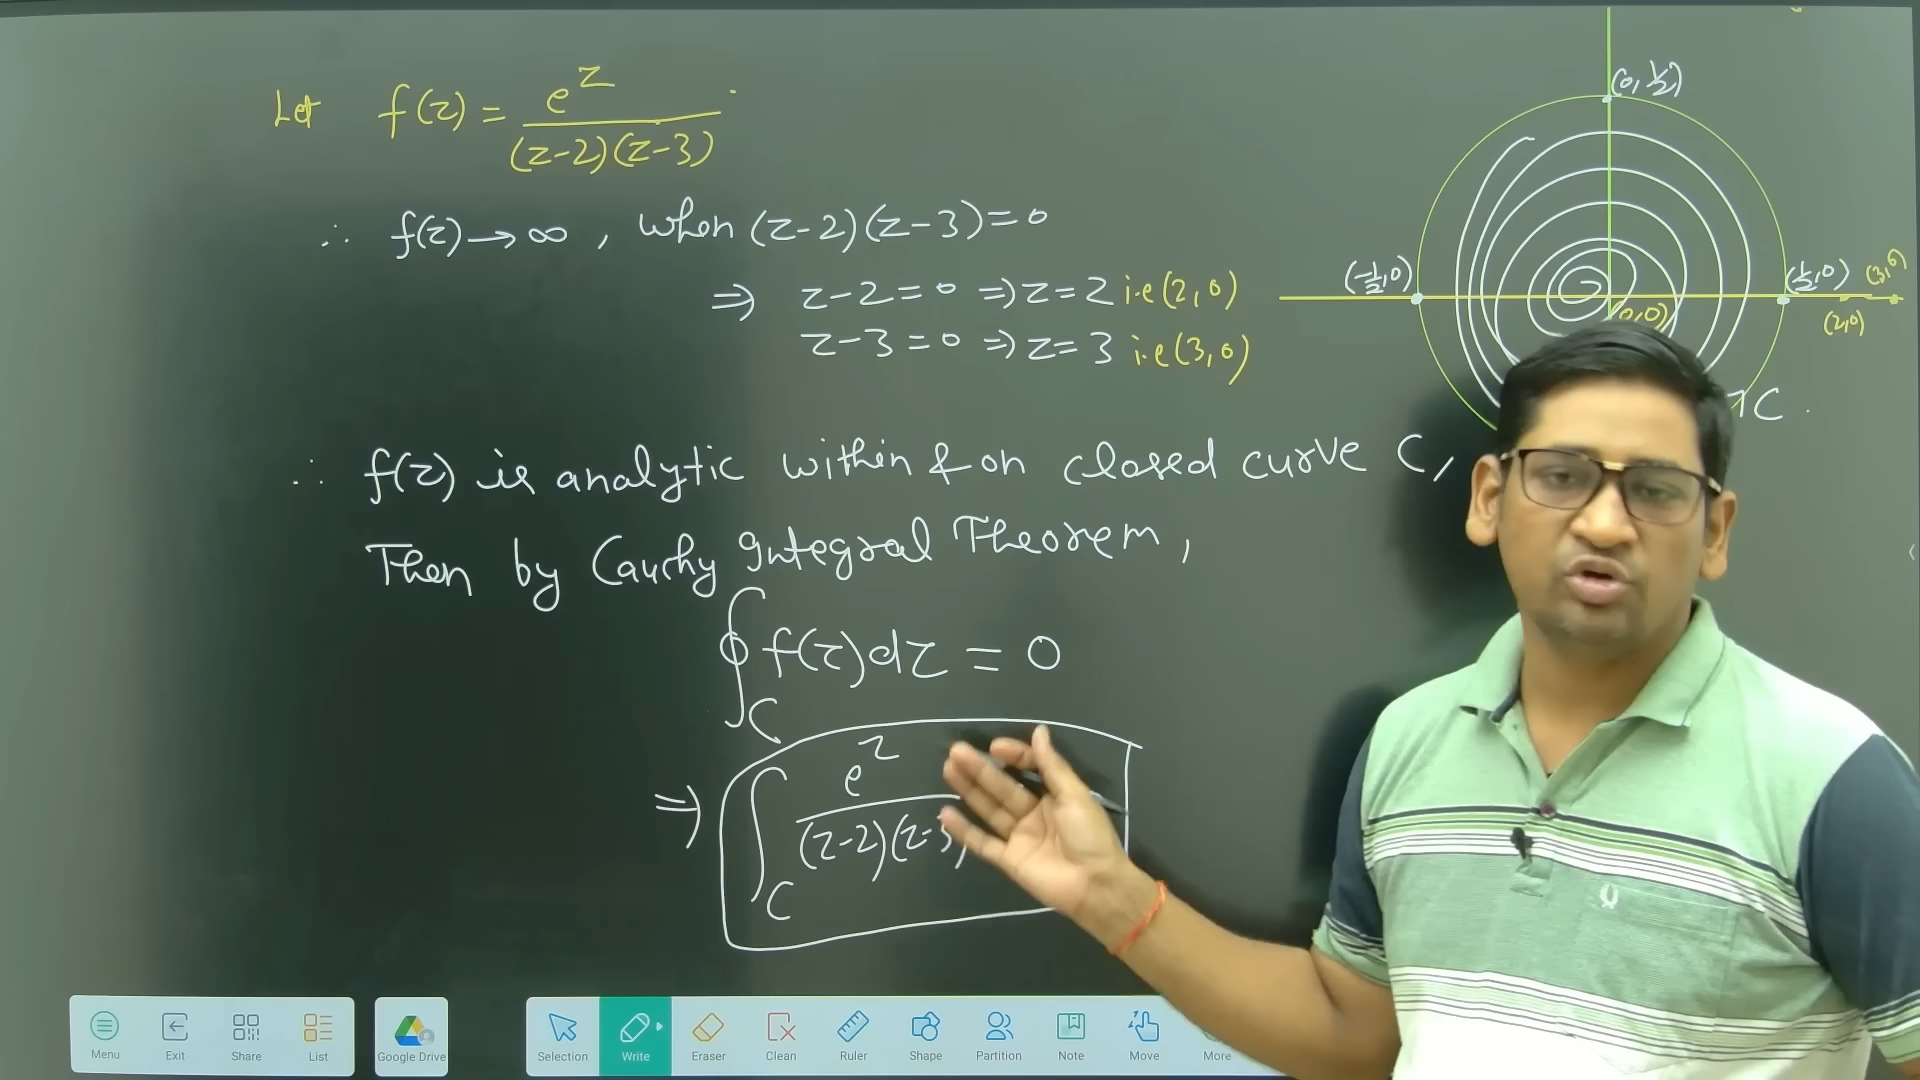 Let f(z) = e^z / (z-2)(z-3)
∴ f(z) → ∞ , when (z-2)(z-3)=0
⇒ z-2=0 ⇒ z=2 i.e (2,0)
z-3=0 ⇒ z=3 i.e (3,0)
∴ f(z) is analytic within & on closed curve C,
Then by Cauchy Integral Theorem,
∮_C f(z)dz = 0
⇒ ∫_C e^z / (z-2)(z-3
(0, 1/2)
(-1/2, 0)
(1/2, 0)
(3,0)
(0,0)
(2,0)
C
Menu
Exit
Share
List
Google Drive
Selection
Write
Eraser
Clean
Ruler
Shape
Partition
Note
Move
More